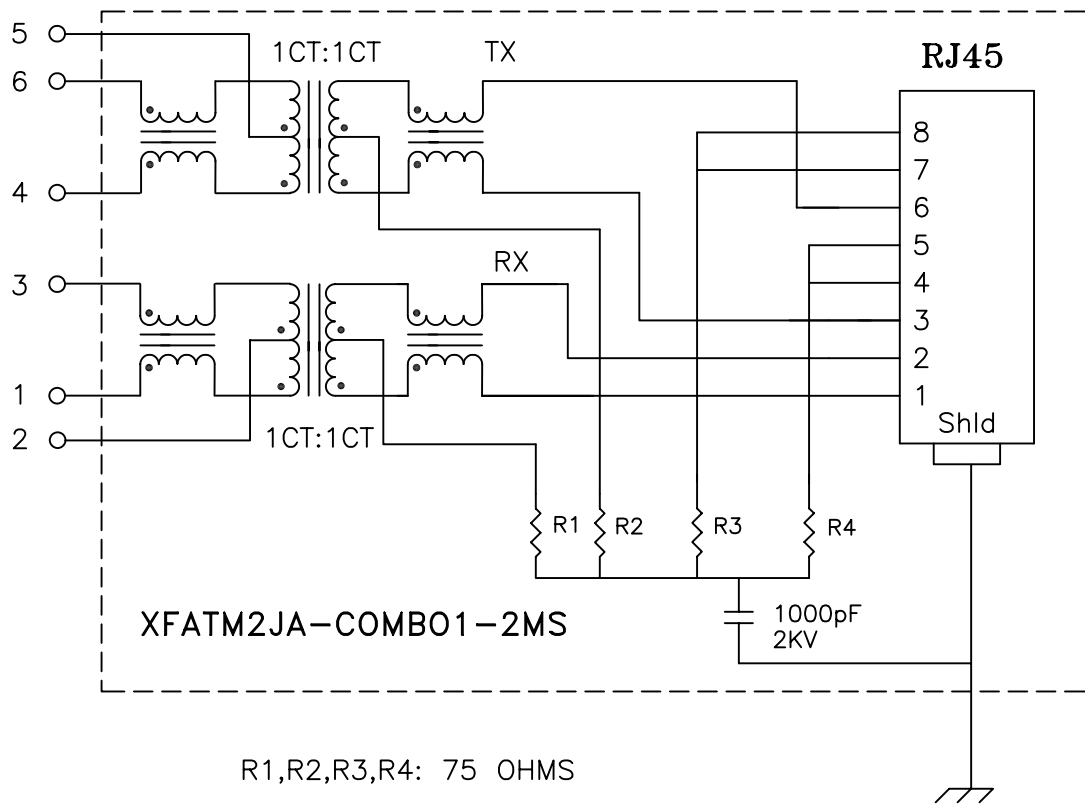 5
1CT:1CT
TX
RJ45
6
8
7
4
6
5
RX
3
4
3
2
1
1
Shld
2
1CT:1CT
R1
R2
R3
R4
XFATM2JA-COMBO1-2MS
1000pF
2KV
R1,R2,R3,R4: 75 OHMS